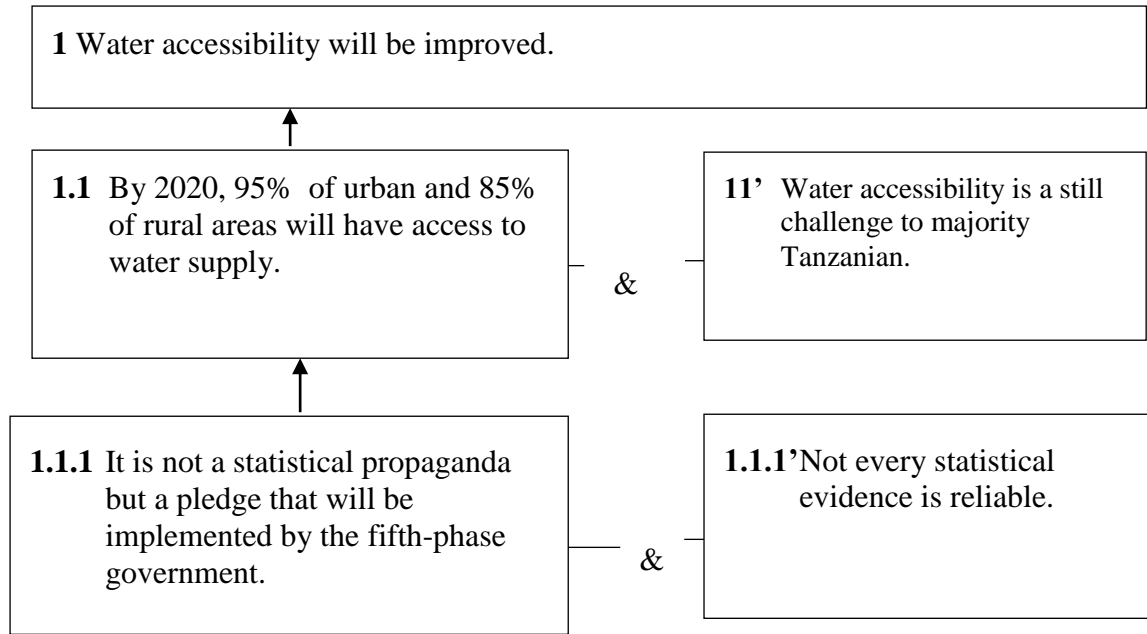 1 Water accessibility will be improved.
1.1 By 2020, 95% of urban and 85%
of rural areas will have access to
water supply.
&
11’ Water accessibility is a still
challenge to majority
Tanzanian.
1.1.1 It is not a statistical propaganda
but a pledge that will be
implemented by the fifth-phase
government.
&
1.1.1’Not every statistical
evidence is reliable.